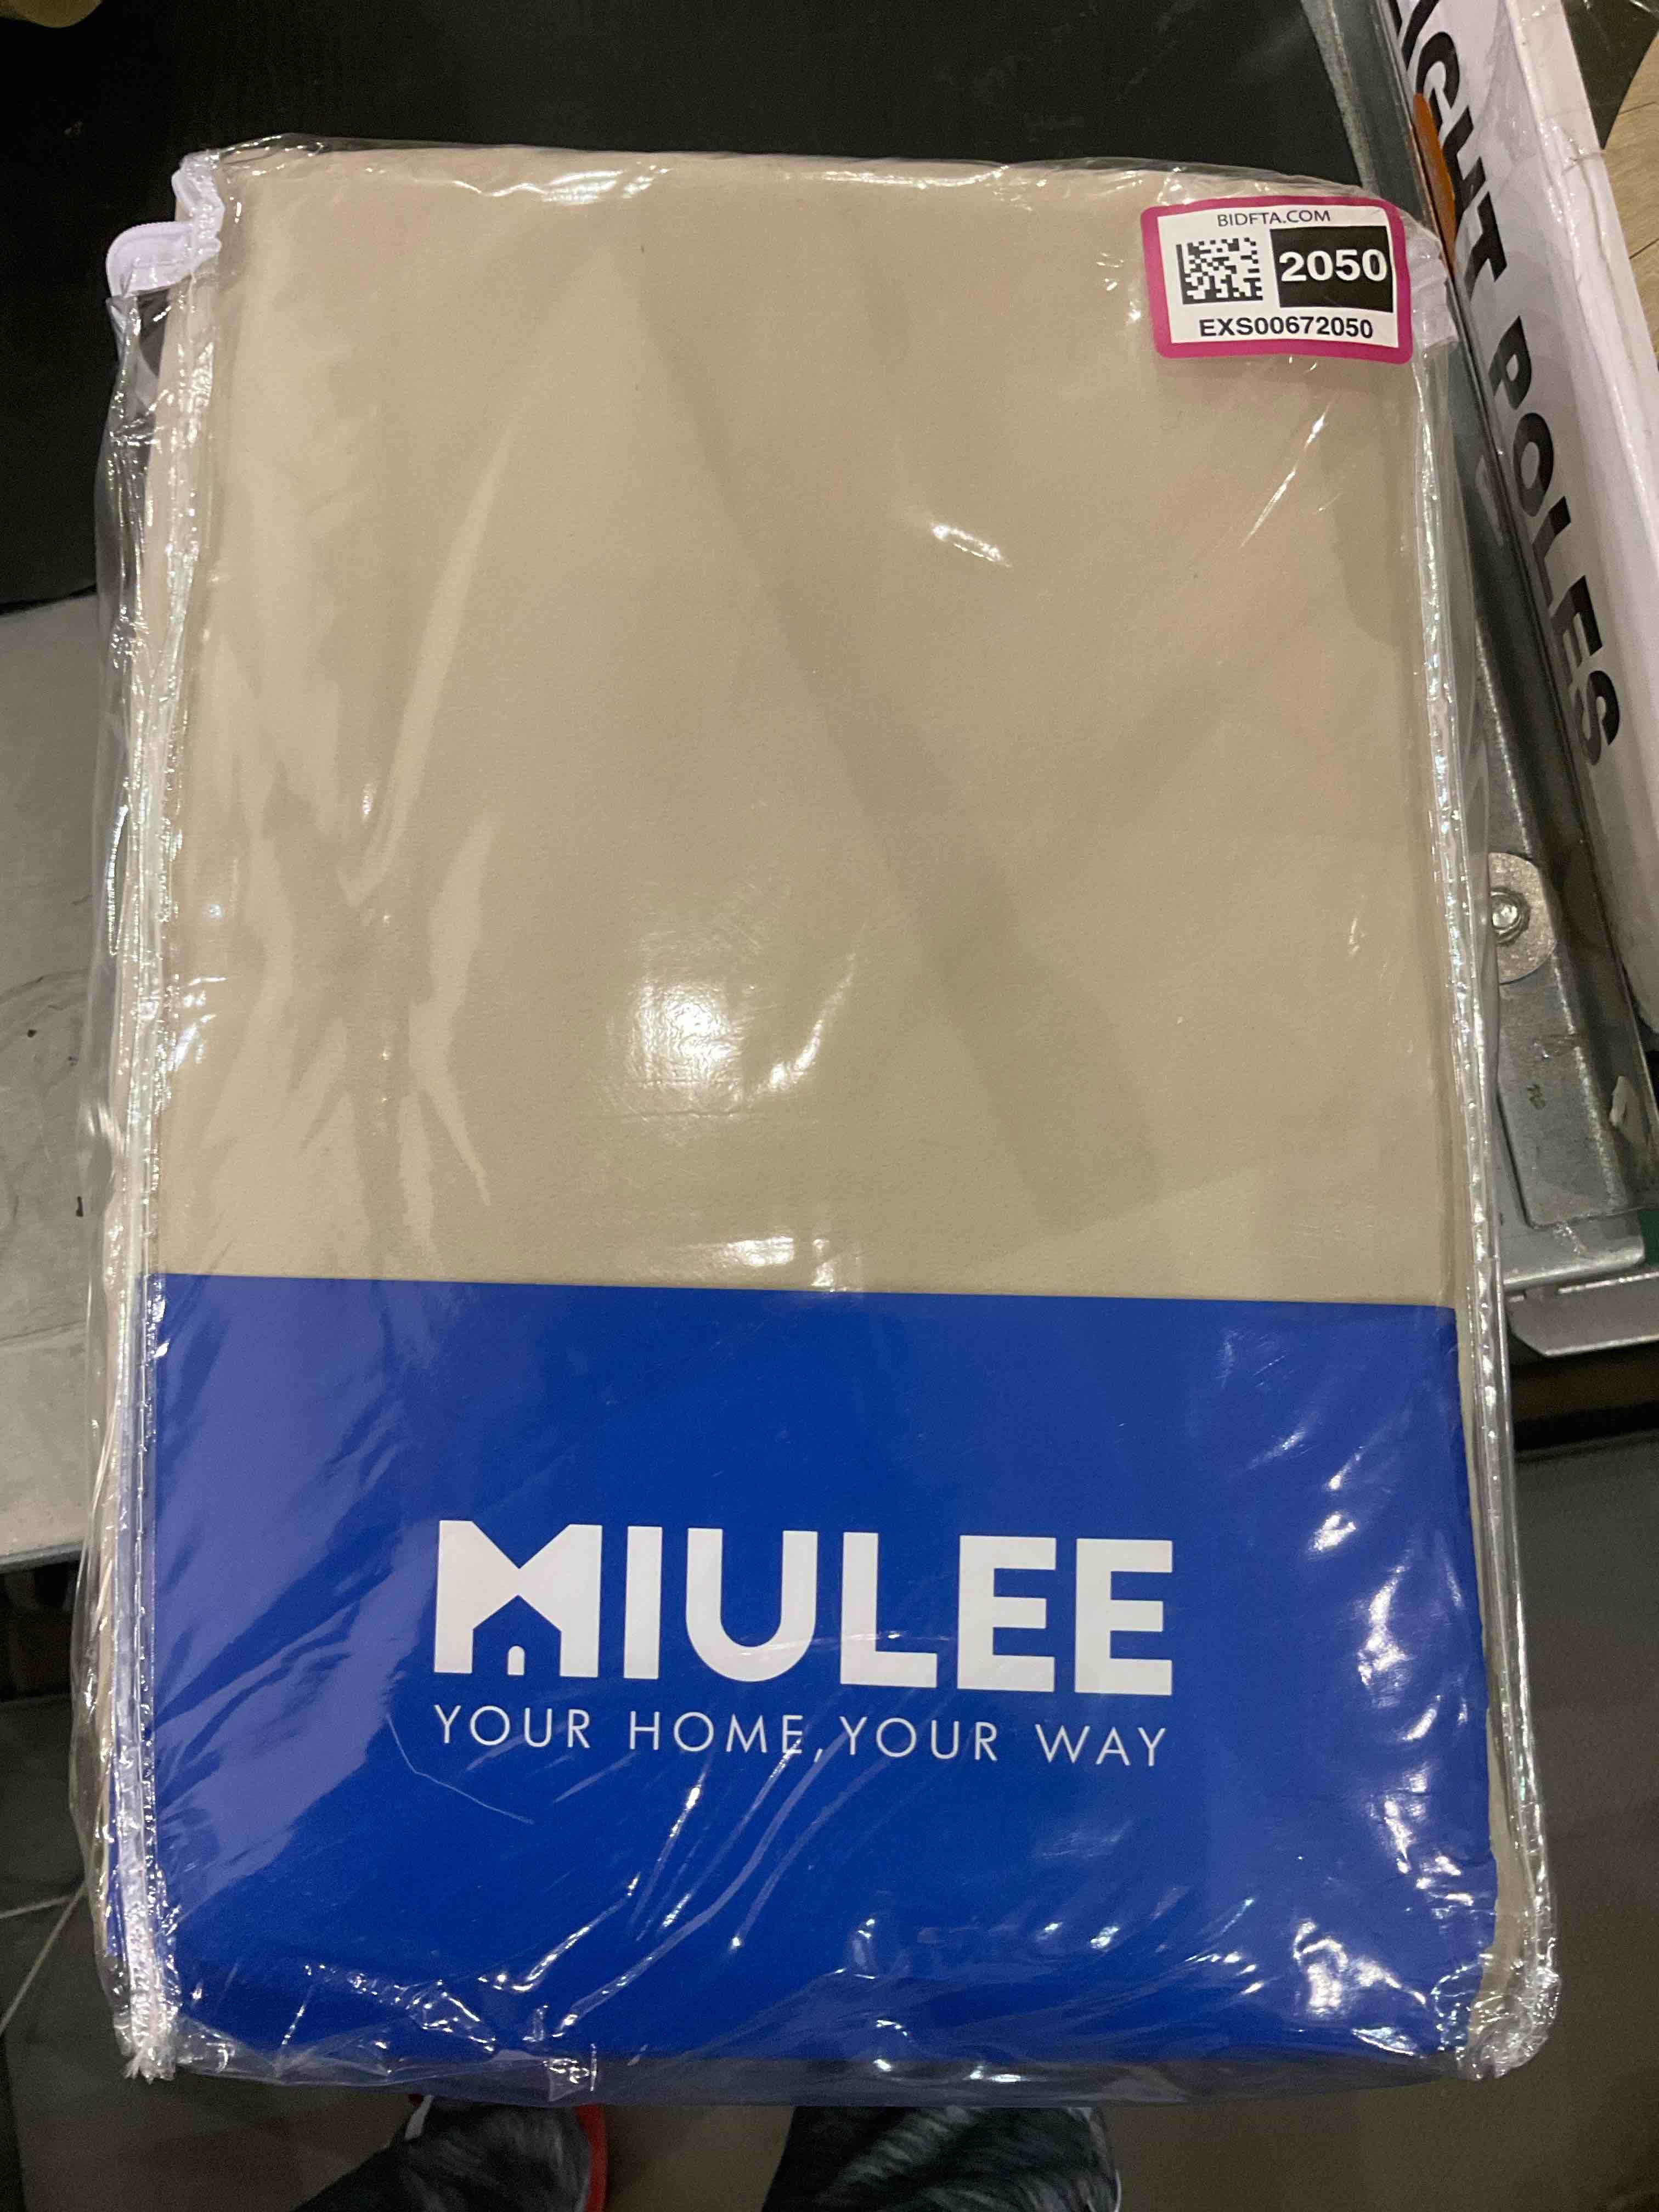 BIDFTA.COM
2050
EXS00672050
POLES
MIULEE
YOUR HOME, YOUR WAY